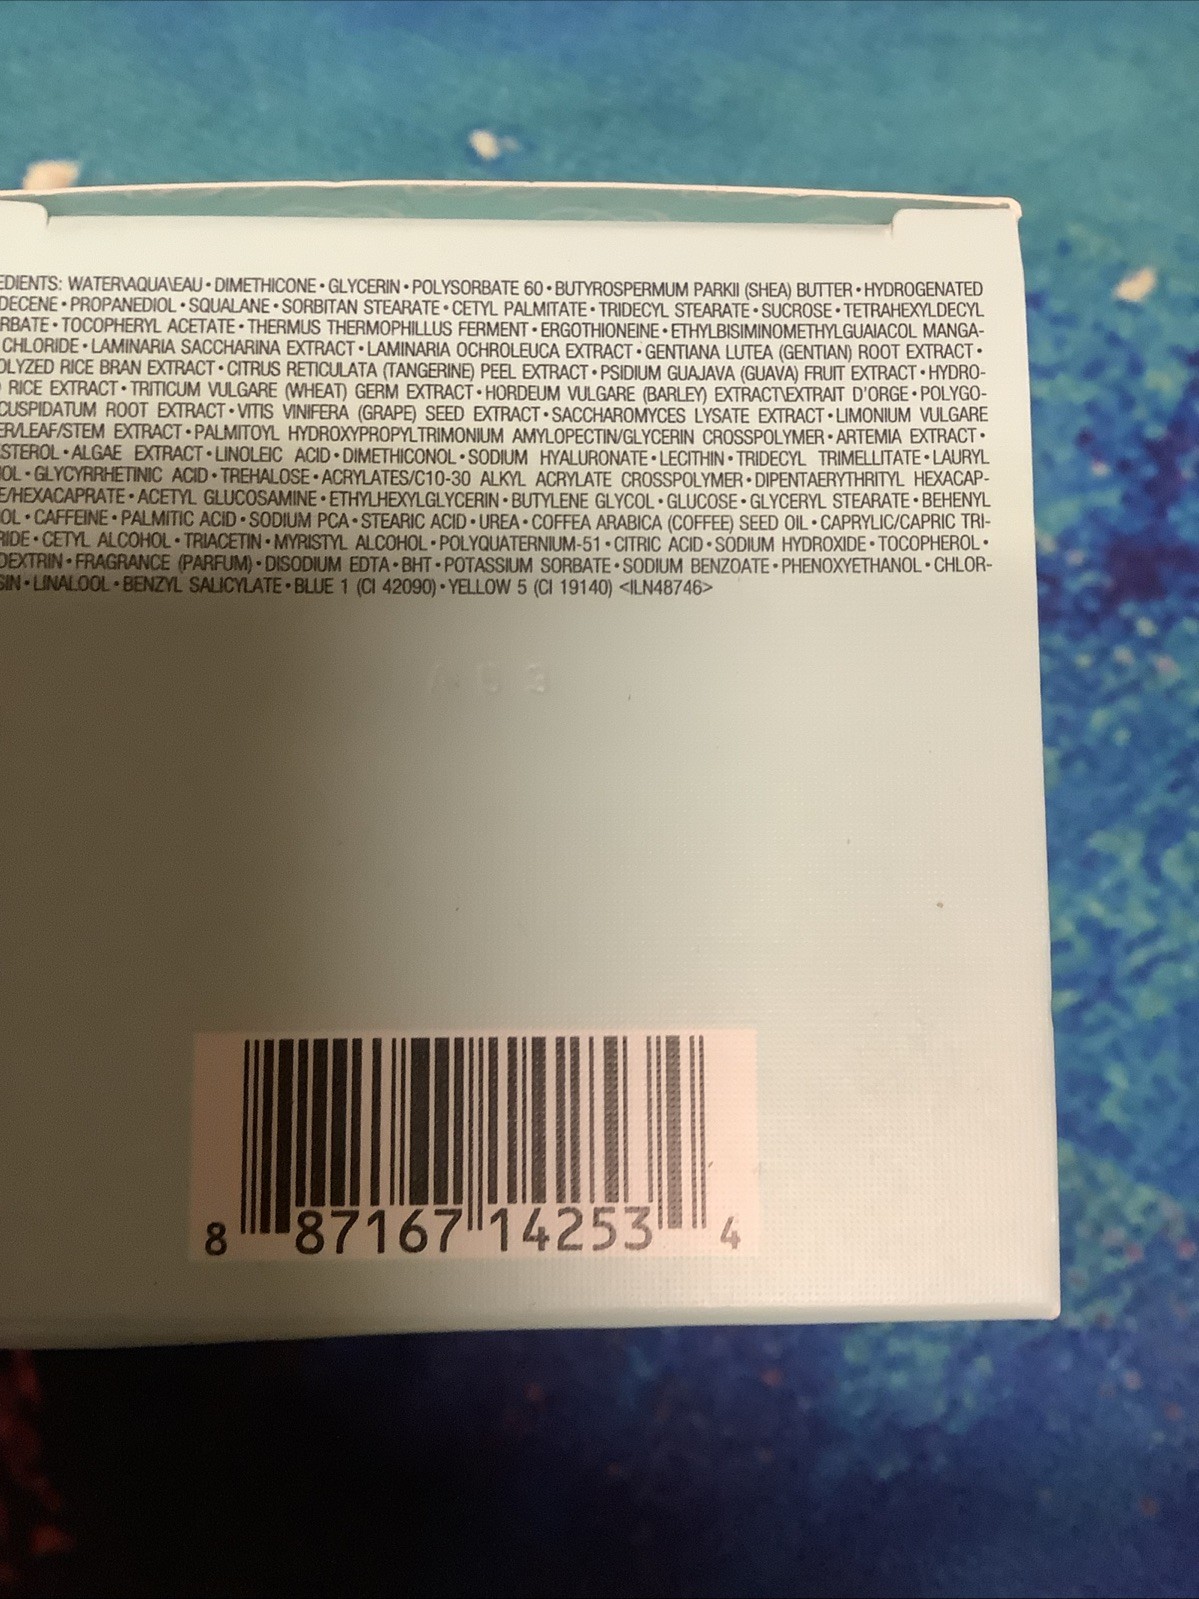 EDIENTS: WATER\AQUA\EAU • DIMETHICONE • GLYCERIN • POLYSORBATE 60 • BUTYROSPERMUM PARKII (SHEA) BUTTER • HYDROGENATED
DECENE • PROPANEDIOL • SQUALANE • SORBITAN STEARATE • CETYL PALMITATE • TRIDECYL STEARATE • SUCROSE • TETRAHEXYLDECYL
RBATE • TOCOPHERYL ACETATE • THERMUS THERMOPHILLUS FERMENT • ERGOTHIONEINE • ETHYLBISIMINOMETHYLGUAIACOL MANGA-
CHLORIDE • LAMINARIA SACCHARINA EXTRACT • LAMINARIA OCHROLEUCA EXTRACT • GENTIANA LUTEA (GENTIAN) ROOT EXTRACT •
OLYZED RICE BRAN EXTRACT • CITRUS RETICULATA (TANGERINE) PEEL EXTRACT • PSIDIUM GUAJAVA (GUAVA) FRUIT EXTRACT • HYDRO-
RICE EXTRACT • TRITICUM VULGARE (WHEAT) GERM EXTRACT • HORDEUM VULGARE (BARLEY) EXTRACT\EXTRAIT D'ORGE • POLYGO-
CUSPIDATUM ROOT EXTRACT • VITIS VINIFERA (GRAPE) SEED EXTRACT • SACCHAROMYCES LYSATE EXTRACT • LIMONIUM VULGARE
ER/LEAF/STEM EXTRACT • PALMITOYL HYDROXYPROPYLTRIMONIUM AMYLOPECTIN/GLYCERIN CROSSPOLYMER • ARTEMIA EXTRACT •
STEROL • ALGAE EXTRACT • LINOLEIC ACID • DIMETHICONOL • SODIUM HYALURONATE • LECITHIN • TRIDECYL TRIMELLITATE • LAURYL
OL • GLYCYRRHETINIC ACID • TREHALOSE • ACRYLATES/C10-30 ALKYL ACRYLATE CROSSPOLYMER • DIPENTAERYTHRITYL HEXACAP-
E/HEXACAPRATE • ACETYL GLUCOSAMINE • ETHYLHEXYLGLYCERIN • BUTYLENE GLYCOL • GLUCOSE • GLYCERYL STEARATE • BEHENYL
OL • CAFFEINE • PALMITIC ACID • SODIUM PCA • STEARIC ACID • UREA • COFFEA ARABICA (COFFEE) SEED OIL • CAPRYLIC/CAPRIC TRI-
RIDE • CETYL ALCOHOL • TRIACETIN • MYRISTYL ALCOHOL • POLYQUATERNIUM-51 • CITRIC ACID • SODIUM HYDROXIDE • TOCOPHEROL •
DEXTRIN • FRAGRANCE (PARFUM) • DISODIUM EDTA • BHT • POTASSIUM SORBATE • SODIUM BENZOATE • PHENOXYETHANOL • CHLOR-
SIN • LINALOOL • BENZYL SALICYLATE • BLUE 1 (CI 42090) • YELLOW 5 (CI 19140) <ILN48746>
8 87167 14253 4